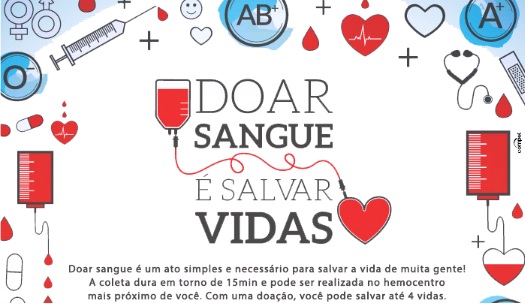 AB+
A+
O-
DOAR
SANGUE
É SALVAR
VIDAS
Doar sangue é um ato simples e necessário para salvar a vida de muita gente!
A coleta dura em torno de 15min e pode ser realizada no hemocentro
mais próximo de você. Com uma doação, você pode salvar até 4 vidas.